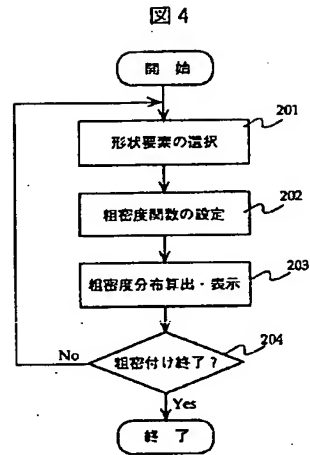 図4
開始
201
形状要素の選択
202
粗密度関数の設定
203
粗密度分布算出・表示
204
粗密付け終了?
No
Yes
終了